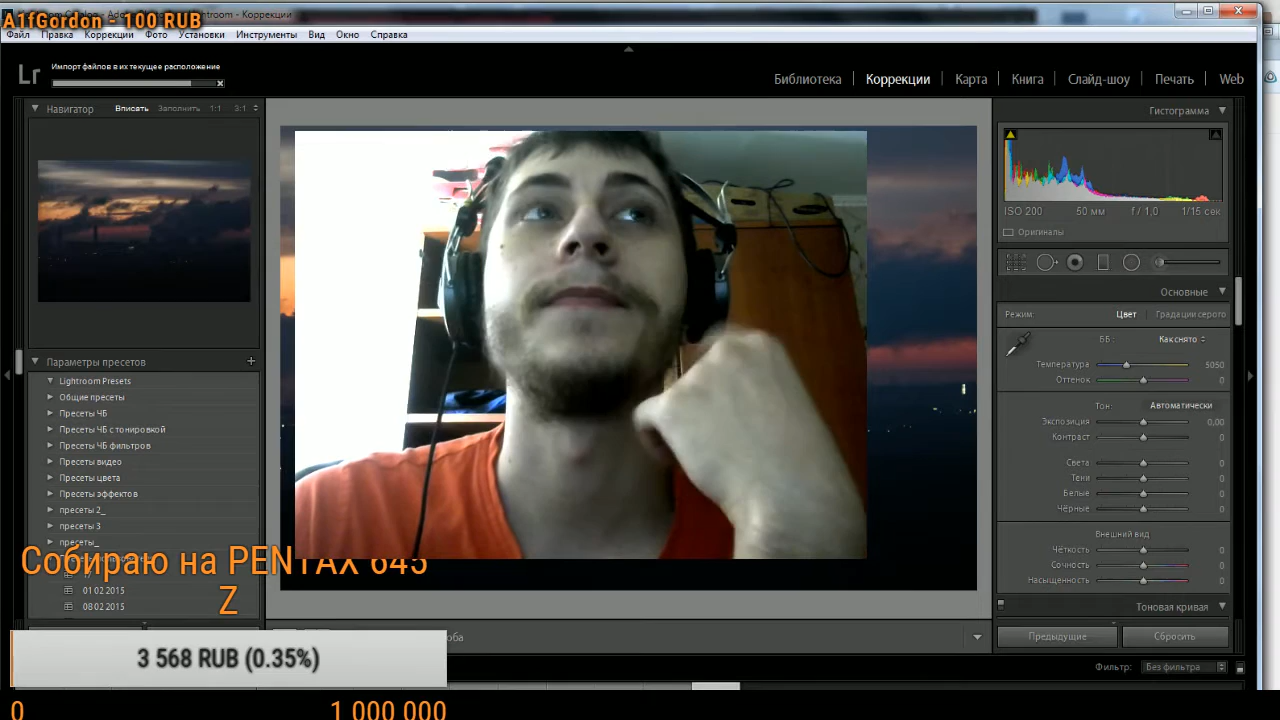 A1fGordon - 100 RUB
troom - Коррекции
Файл Правка Коррекции Фото Установки Инструменты Вид Окно Справка
Lr
Импорт файлов в их текущее расположение
Библиотека Коррекции Карта Книга Слайд-шоу Печать Web
Навигатор Вписать Заполнить 1:1 3:1
Гистограмма
ISO 200 50 мм f / 1,0 1/15 сек
Оригиналы
Основные
Режим: Цвет Градации серого
ББ: Как снято
Температура 5050
Оттенок 0
Тон: Автоматически
Экспозиция 0,00
Контраст 0
Света 0
Тени 0
Белые 0
Чёрные 0
Внешний вид
Чёткость 0
Сочность 0
Насыщенность 0
Тоновая кривая
Предыдущие Сбросить
Фильтр: Без фильтра
Параметры пресетов
Lightroom Presets
Общие пресеты
Пресеты ЧБ
Пресеты ЧБ с тонировкой
Пресеты ЧБ фильтров
Пресеты видео
Пресеты цвета
Пресеты эффектов
пресеты 2_
пресеты 3
пресеты_
Собираю на PENTAX 645
Z
01 02 2015
08 02 2015
3 568 RUB (0.35%)
0 1 000 000